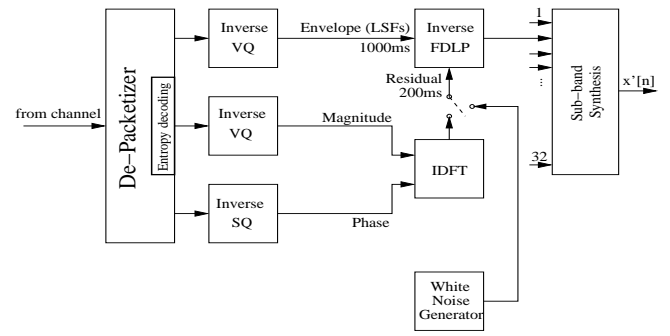 from channel
De-Packetizer
Entropy decoding
Inverse
VQ
Envelope (LSFs)
1000ms
Inverse
FDLP
Residual
200ms
Inverse
VQ
Magnitude
IDFT
Inverse
SQ
Phase
White
Noise
Generator
1
...
32
Sub-band
Synthesis
x'[n]